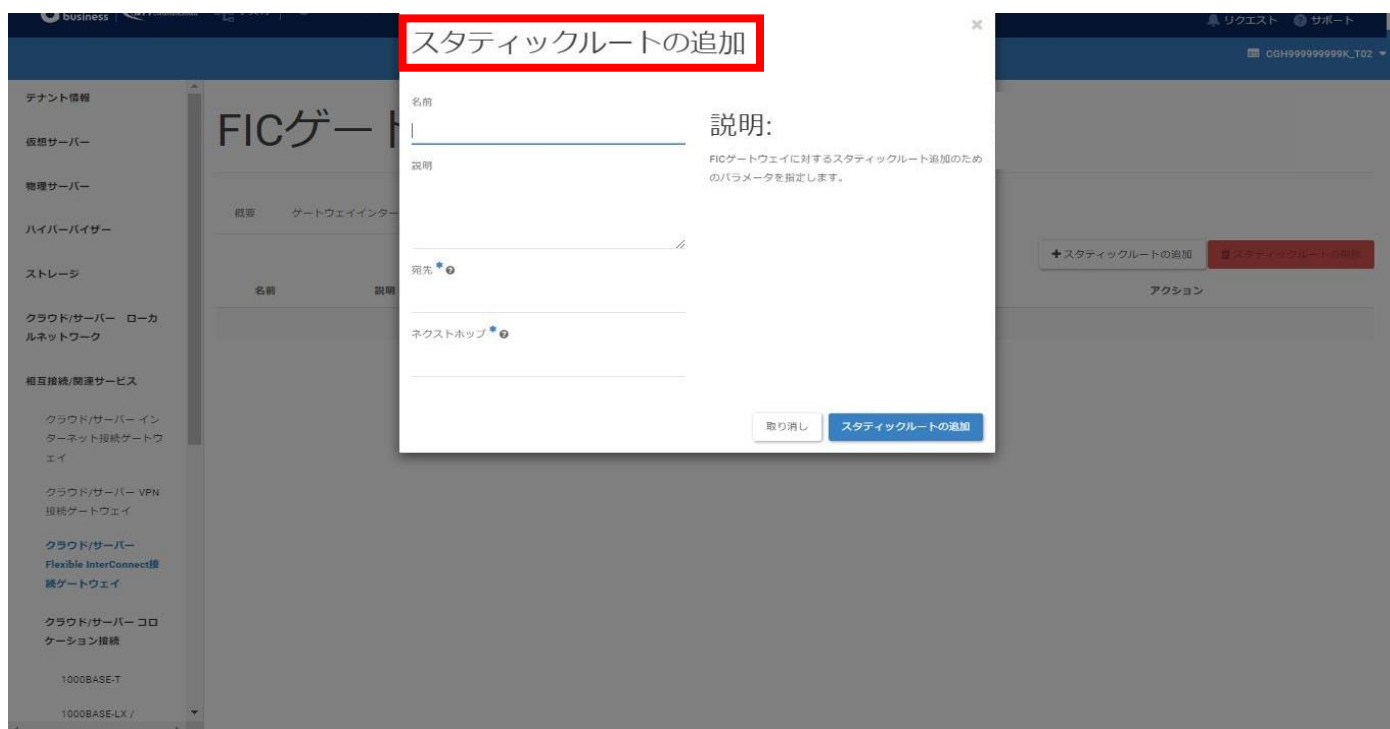 business
リクエスト
サポート
CGH999999999K_T02
スタティックルートの追加
×
テナント情報
仮想サーバー
物理サーバー
ハイパーバイザー
ストレージ
クラウド/サーバー ローカ
ルネットワーク
相互接続/関連サービス
クラウド/サーバー イン
ターネット接続ゲートウ
ェイ
クラウド/サーバー VPN
接続ゲートウェイ
クラウド/サーバー
Flexible InterConnect接
続ゲートウェイ
クラウド/サーバー コロ
ケーション接続
1000BASE-T
1000BASE-LX /
FICゲート
概要
ゲートウェイインター
+スタティックルートの追加
スタティックルートの削除
名前
説明
アクション
名前
説明
宛先 *
ネクストホップ *
説明:
FICゲートウェイに対するスタティックルート追加のため
のパラメータを指定します。
取り消し
スタティックルートの追加